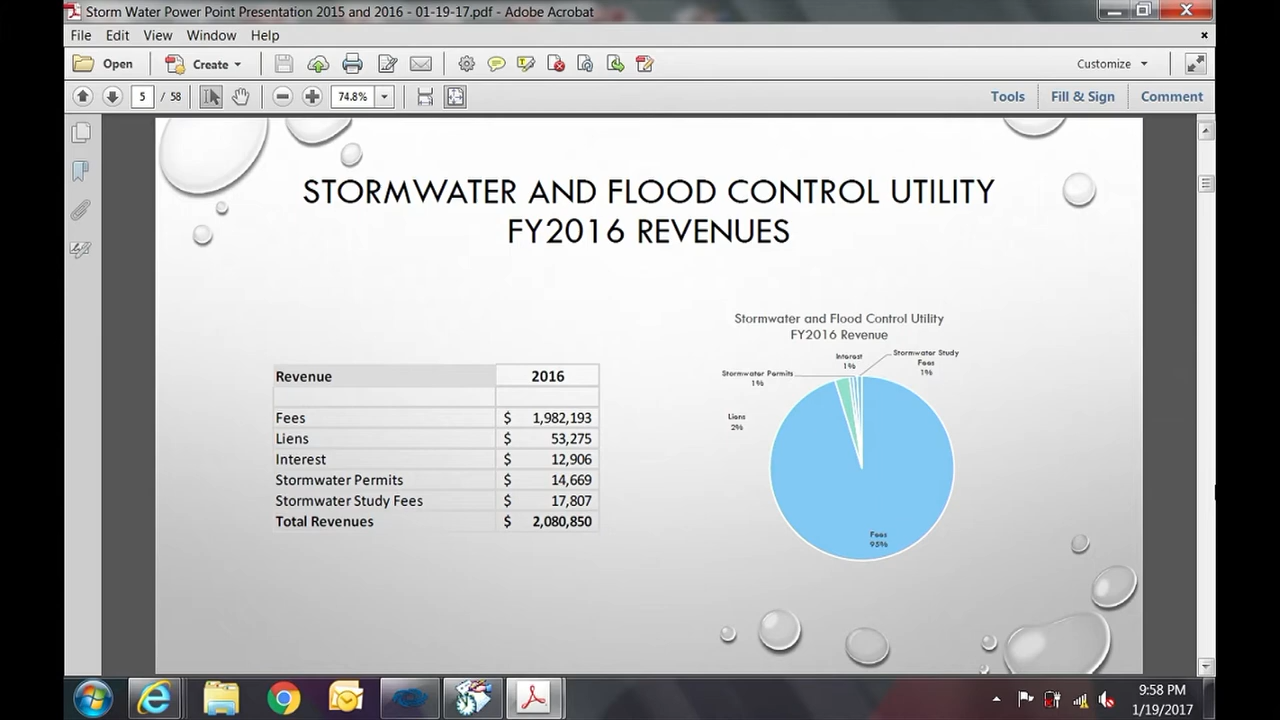 Storm Water Power Point Presentation 2015 and 2016 - 01-19-17.pdf - Adobe Acrobat
File Edit View Window Help
Open Create Customize
5 / 58 74.8% Tools Fill & Sign Comment
STORMWATER AND FLOOD CONTROL UTILITY
FY2016 REVENUES
Revenue 2016
Fees $ 1,982,193
Liens $ 53,275
Interest $ 12,906
Stormwater Permits $ 14,669
Stormwater Study Fees $ 17,807
Total Revenues $ 2,080,850
Stormwater and Flood Control Utility
FY2016 Revenue
Stormwater Study
Fees
1%
Interest
1%
Stormwater Permits
1%
Liens
2%
Fees
95%
9:58 PM
1/19/2017